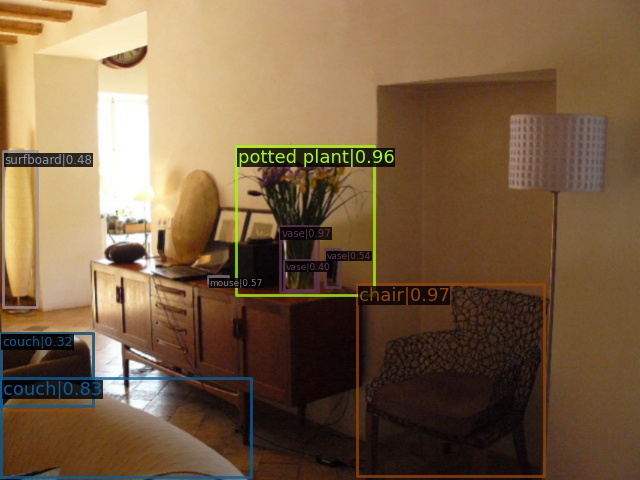 potted plant|0.96
surfboard|0.48
vase|0.97
vase|0.54
vase|0.40
mouse|0.57
chair|0.97
couch|0.32
couch|0.83